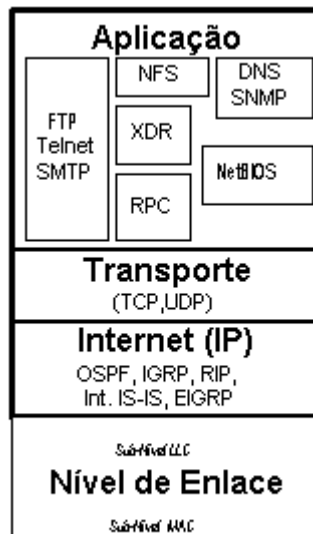 Aplicação
FTP
Telnet
SMTP
NFS
XDR
RPC
DNS
SNMP
NetBIOS
Transporte
(TCP,UDP)
Internet (IP)
OSPF, IGRP, RIP,
Int. IS-IS, EIGRP
Sub-Nível LLC
Nível de Enlace
Sub-Nível MAC